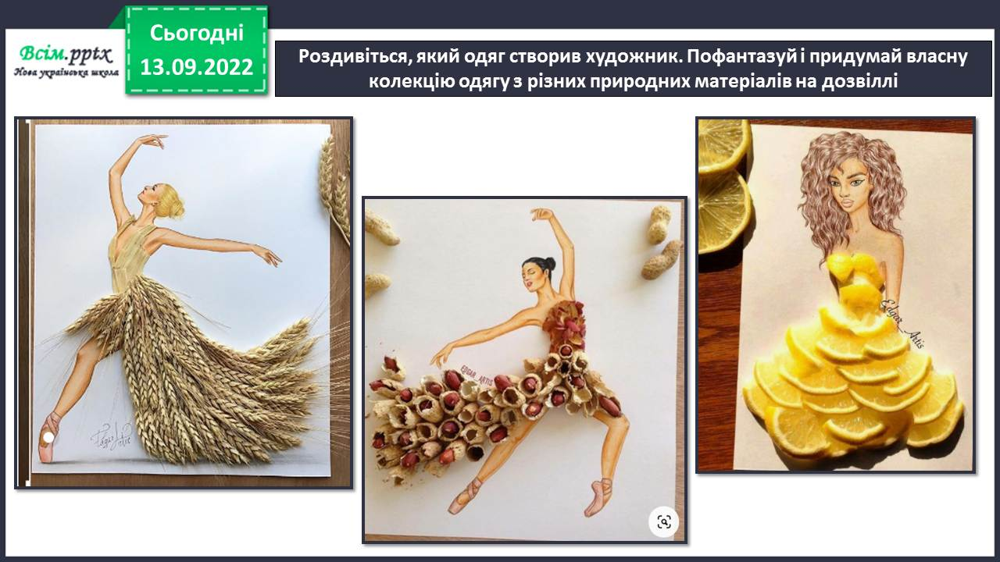 Сьогодні
13.09.2022
Всім.pptx
Нова українська школа
Роздивіться, який одяг створив художник. Пофантазуй і придумай власну
колекцію одягу з різних природних матеріалів на дозвіллі
Edgar Artis
EDGAR_ARTIS
Edgar_Artis